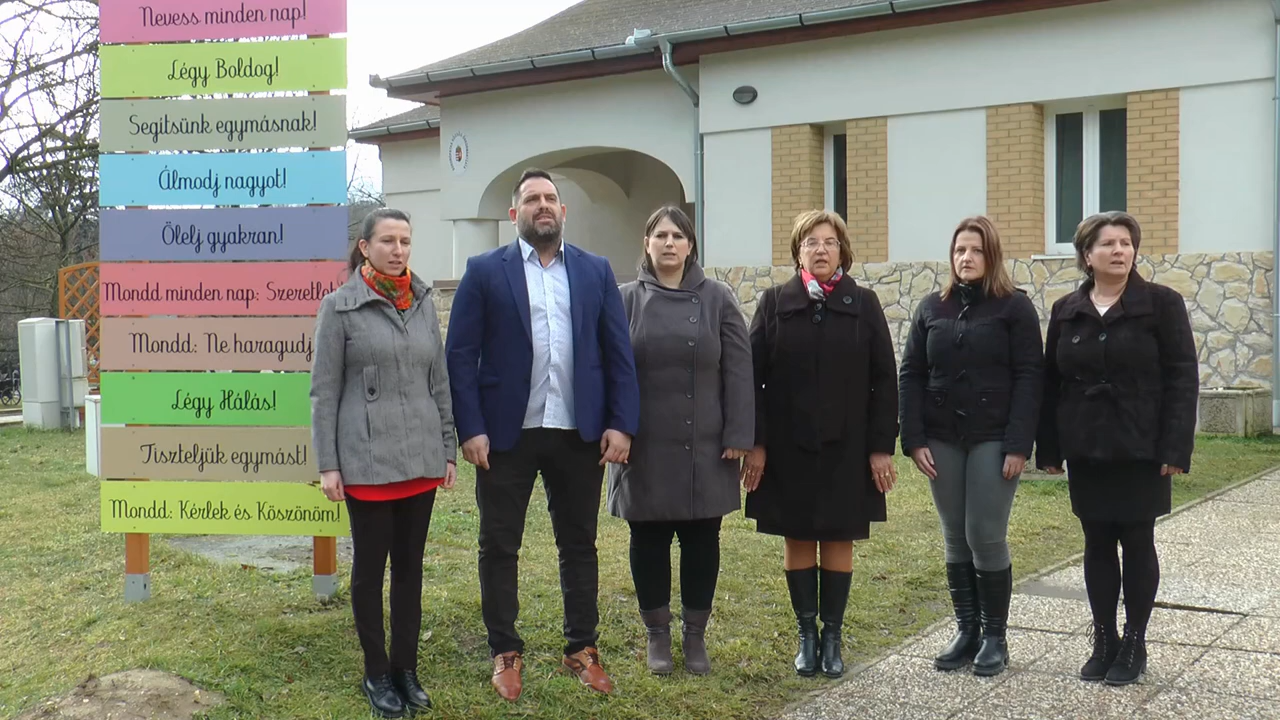 Nevess minden nap!
Légy Boldog!
Segítsünk egymásnak!
Álmodj nagyot!
Ölelj gyakran!
Mondd minden nap: Szeretlek
Mondd: Ne haragudj
Légy Hálás!
Tiszteljük egymást!
Mondd: Kérlek és Köszönöm!